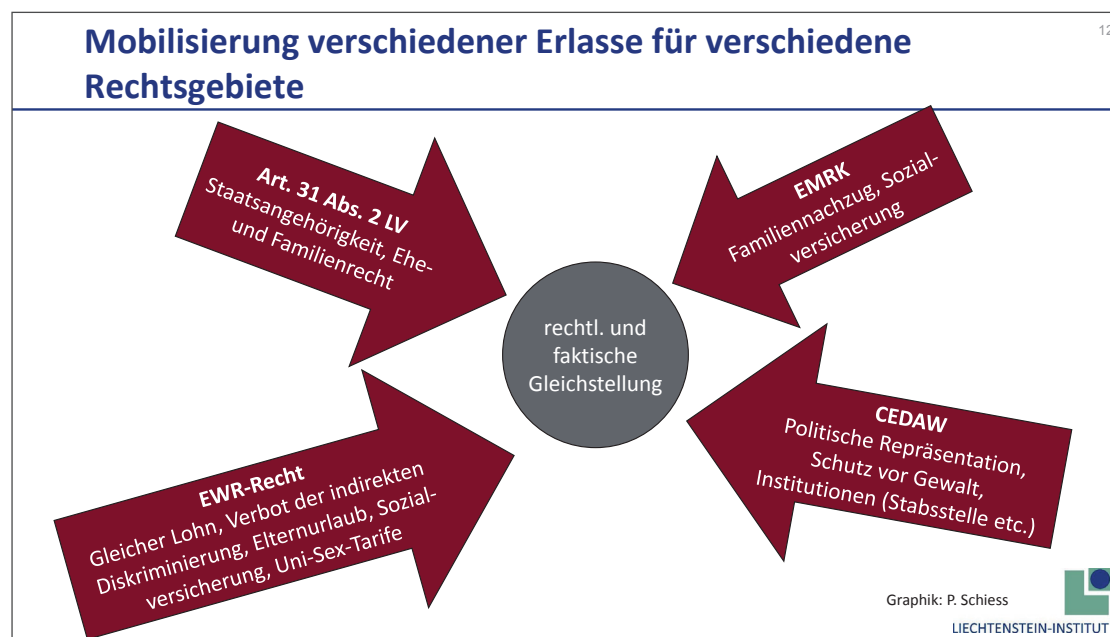 Mobilisierung verschiedener Erlasse für verschiedene
Rechtsgebiete
12
Art. 31 Abs. 2 LV
Staatsangehörigkeit, Ehe-
und Familienrecht
EMRK
Familiennachzug, Sozial-
versicherung
rechtl. und
faktische
Gleichstellung
EWR-Recht
Gleicher Lohn, Verbot der indirekten
Diskriminierung, Elternurlaub, Sozial-
versicherung, Uni-Sex-Tarife
CEDAW
Politische Repräsentation,
Schutz vor Gewalt,
Institutionen (Stabsstelle etc.)
Graphik: P. Schiess
LIECHTENSTEIN-INSTITUT